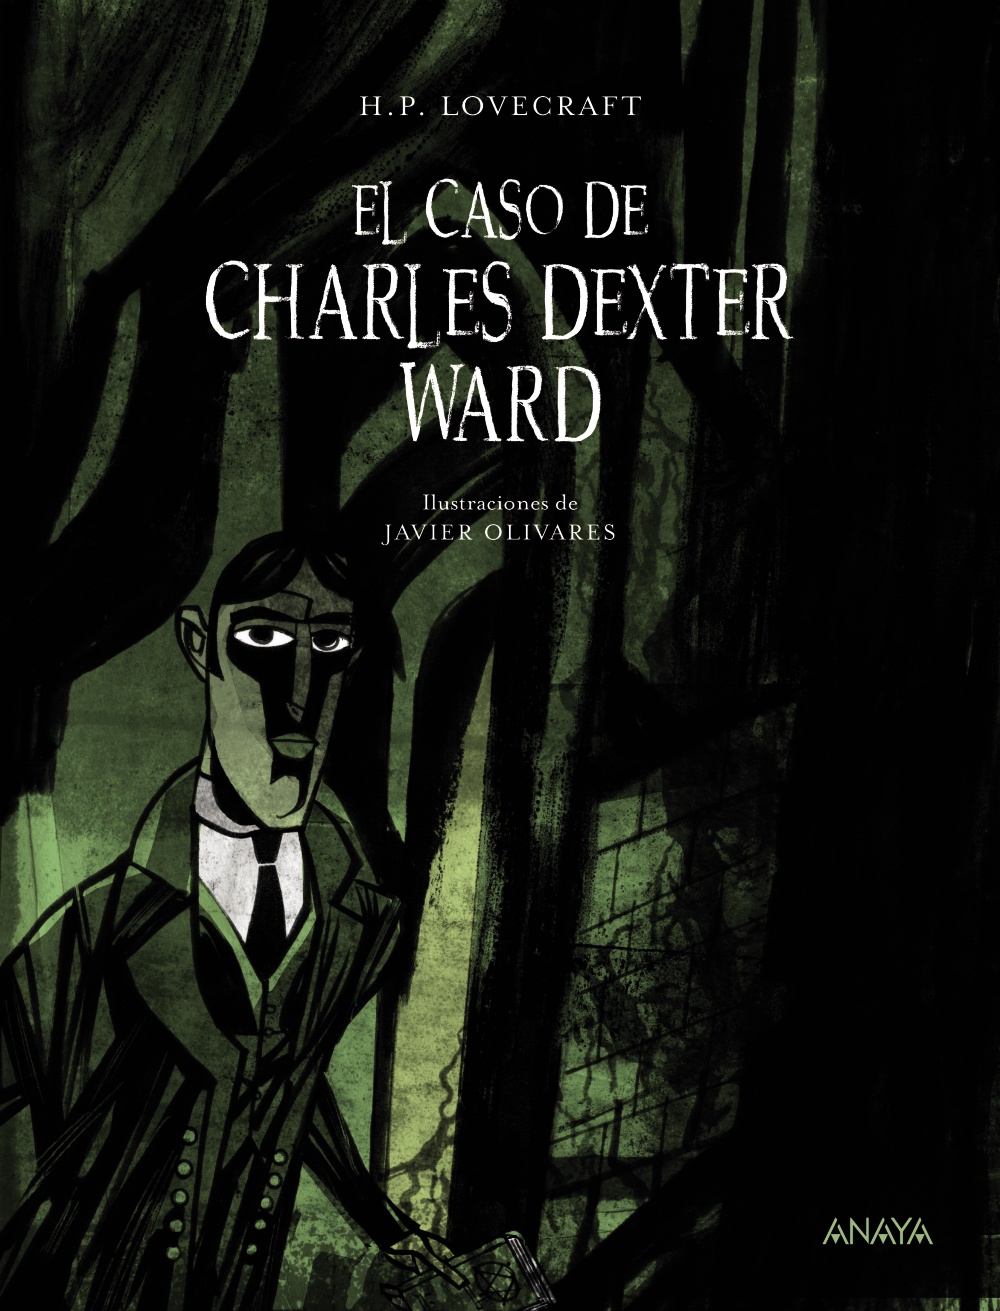 H.P. LOVECRAFT
EL CASO DE
CHARLES DEXTER
WARD
Ilustraciones de
JAVIER OLIVARES
ANAYA